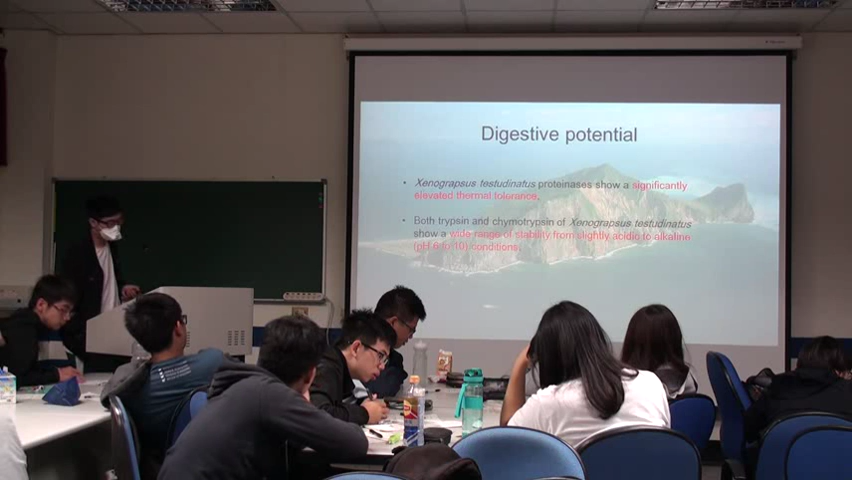 Digestive potential
• Xenograpsus testudinatus proteinases show a significantly
elevated thermal tolerance.
• Both trypsin and chymotrypsin of Xenograpsus testudinatus
show a wide range of stability from slightly acidic to alkaline
(pH 6 to 10) conditions.